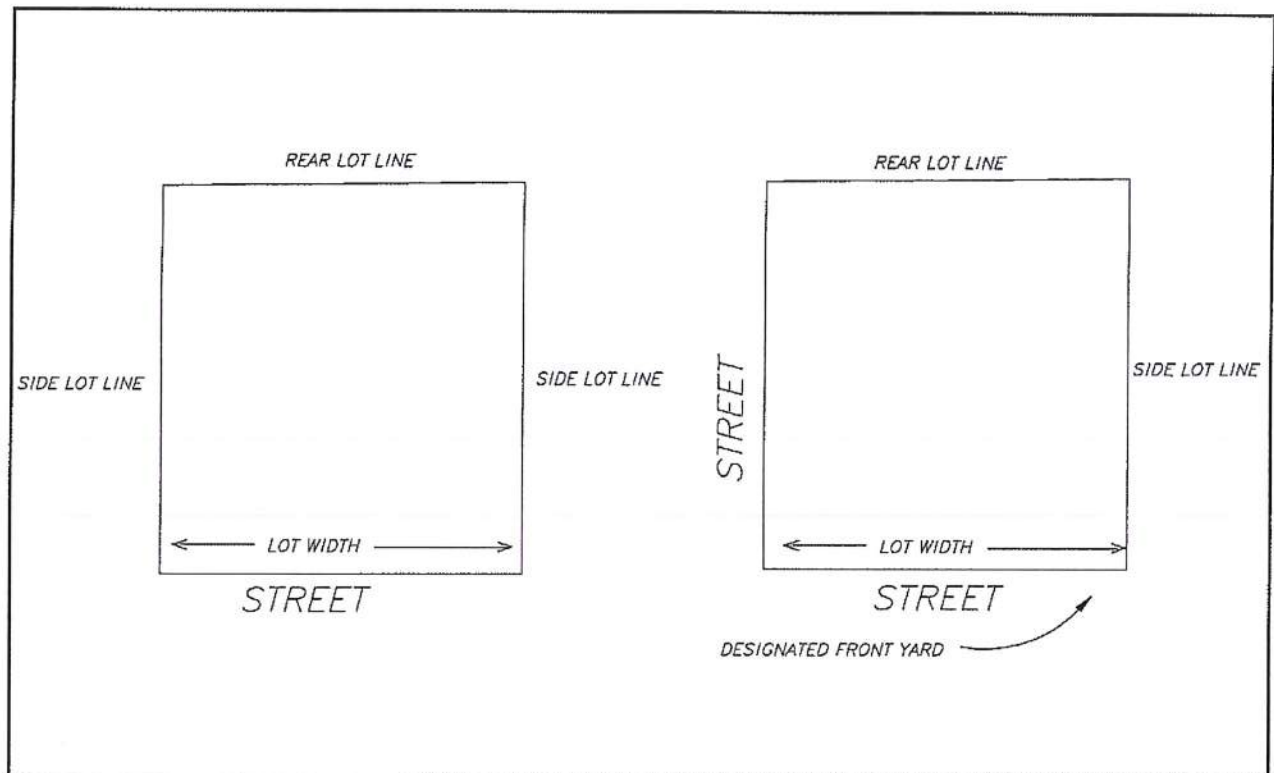 REAR LOT LINE
SIDE LOT LINE
SIDE LOT LINE
LOT WIDTH
STREET
REAR LOT LINE
STREET
SIDE LOT LINE
LOT WIDTH
STREET
DESIGNATED FRONT YARD